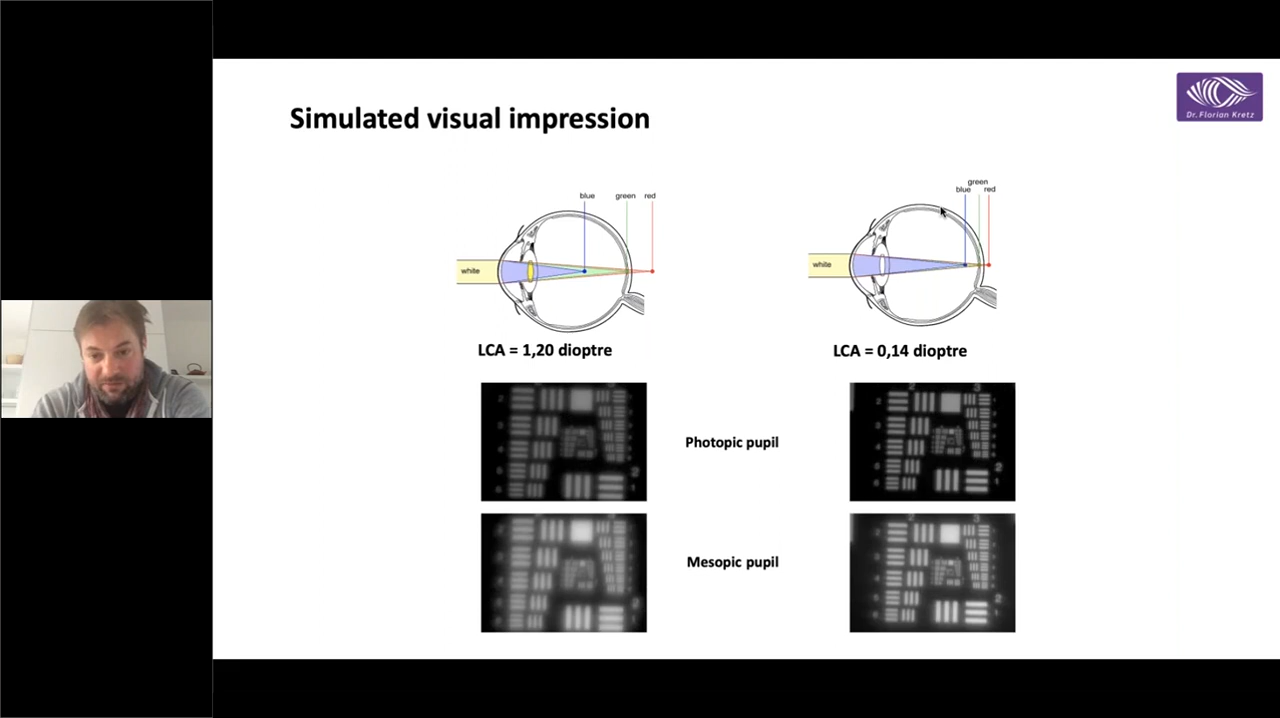 Simulated visual impression
Dr. Florian Kretz
blue green red
white
LCA = 1,20 dioptre
green
blue red
white
LCA = 0,14 dioptre
Photopic pupil
Mesopic pupil